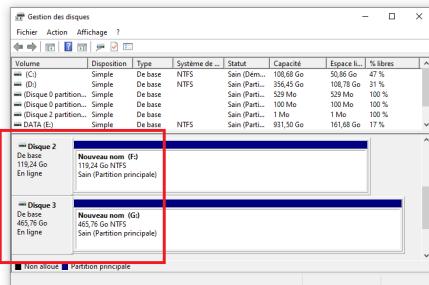 Gestion des disques
Fichier Action Affichage ?
Volume Disposition Type Système de ... Statut Capacité Espace li... % libres
(C:) Simple De base NTFS Sain (Dém... 108,68 Go 50,86 Go 47 %
(D:) Simple De base NTFS Sain (Parti... 356,45 Go 108,78 Go 31 %
(Disque 0 partition... Simple De base Sain (Parti... 529 Mo 529 Mo 100 %
(Disque 0 partition... Simple De base Sain (Parti... 100 Mo 100 Mo 100 %
(Disque 2 partition... Simple De base Sain (Parti... 1 Mo 1 Mo 100 %
DATA (E:) Simple De base NTFS Sain (Parti... 931,50 Go 161,68 Go 17 %
Disque 2
De base
119,24 Go
En ligne
Nouveau nom (F:)
119,24 Go NTFS
Sain (Partition principale)
Disque 3
De base
465,76 Go
En ligne
Nouveau nom (G:)
465,76 Go NTFS
Sain (Partition principale)
Non alloué Partition principale